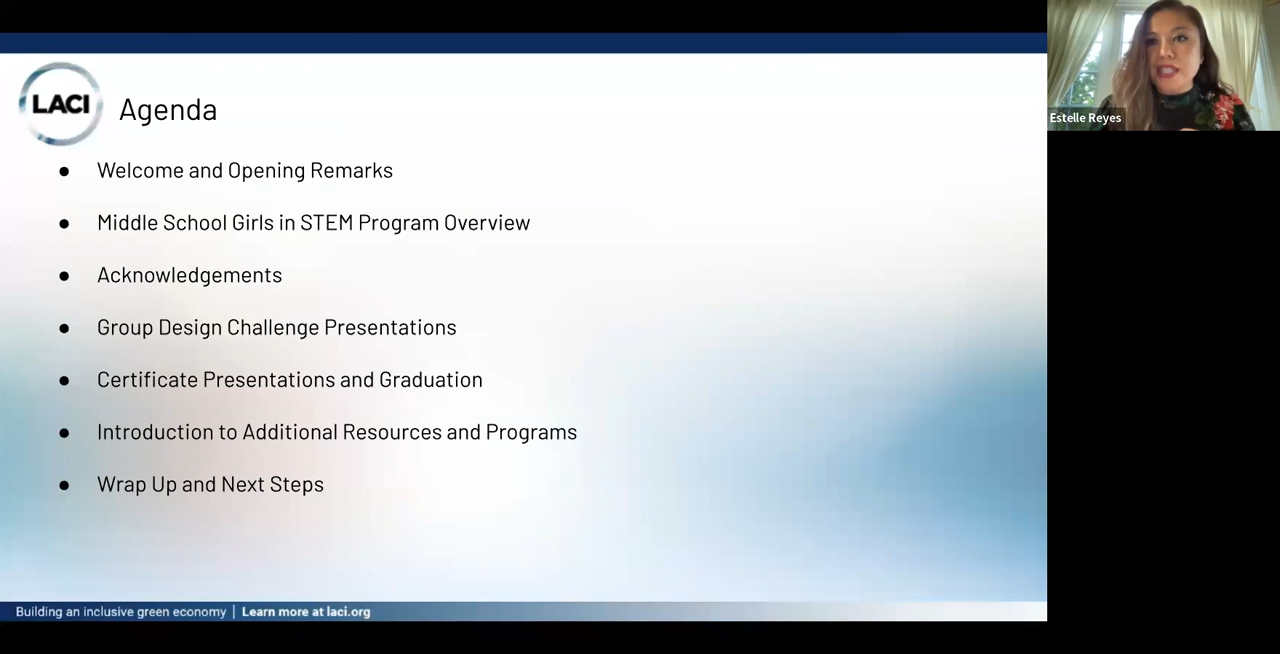 LACI
Agenda
● Welcome and Opening Remarks
● Middle School Girls in STEM Program Overview
● Acknowledgements
● Group Design Challenge Presentations
● Certificate Presentations and Graduation
● Introduction to Additional Resources and Programs
● Wrap Up and Next Steps
Building an inclusive green economy | Learn more at laci.org
Estelle Reyes